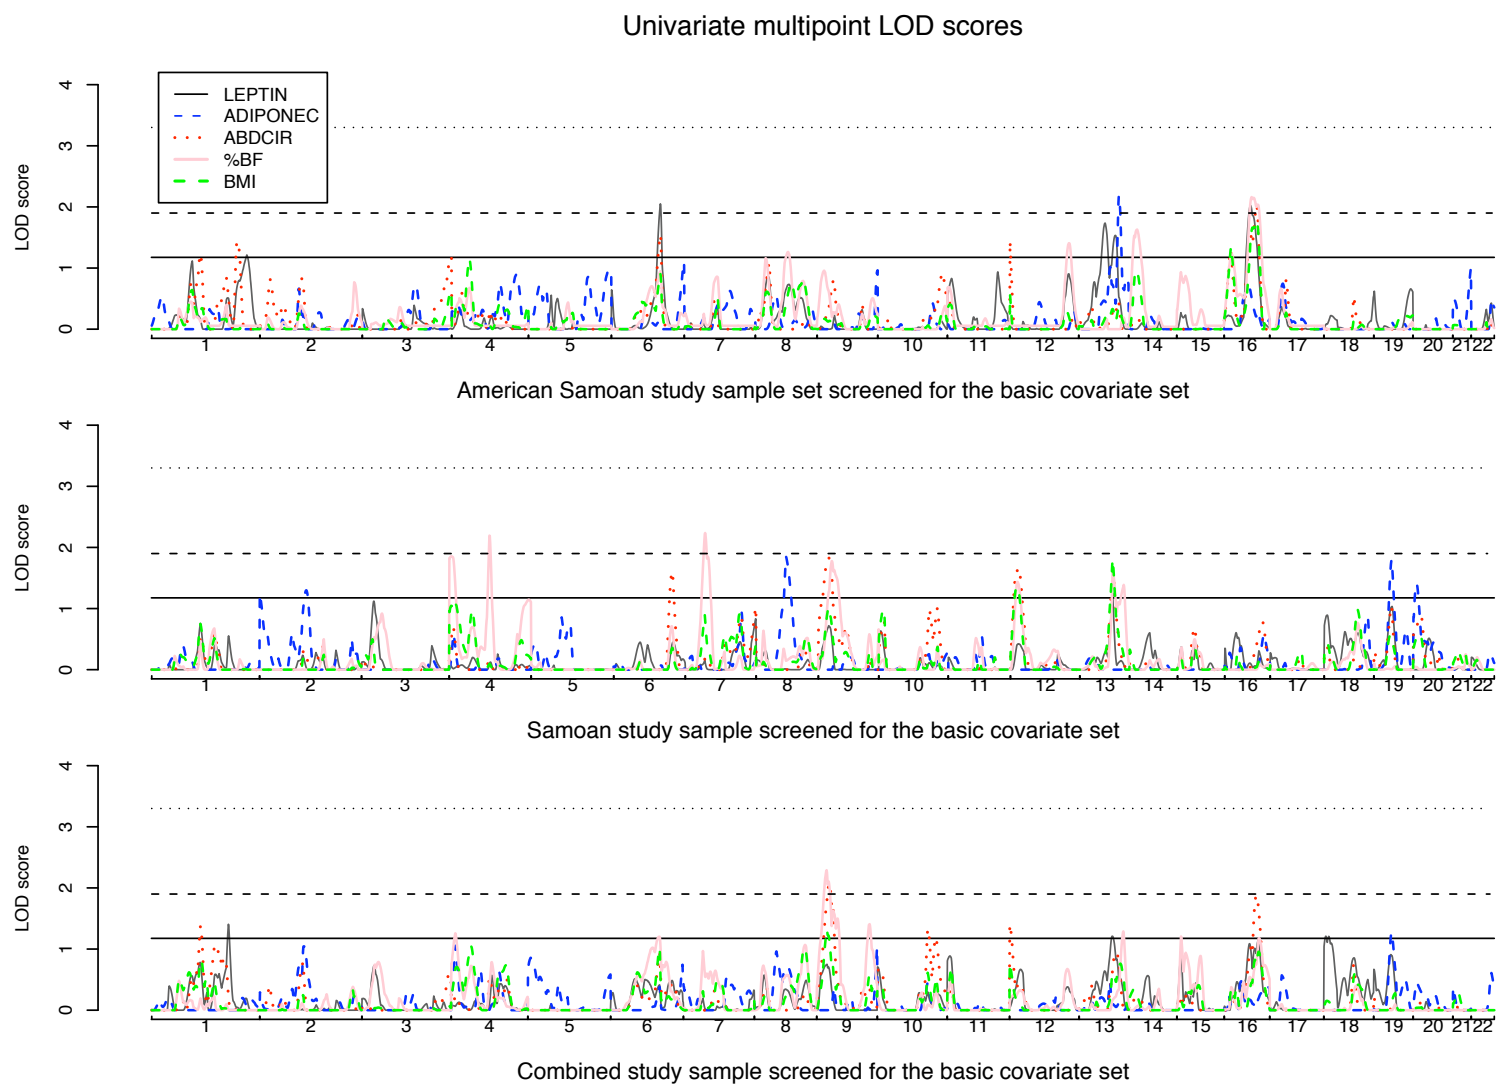 Univariate multipoint LOD scores
LEPTIN
ADIPONEC
ABDCIR
%BF
BMI
LOD score
0 1 2 3 4
1 2 3 4 5 6 7 8 9 10 11 12 13 14 15 16 17 18 19 20 21 22
American Samoan study sample set screened for the basic covariate set
LOD score
0 1 2 3 4
1 2 3 4 5 6 7 8 9 10 11 12 13 14 15 16 17 18 19 20 21 22
Samoan study sample screened for the basic covariate set
LOD score
0 1 2 3 4
1 2 3 4 5 6 7 8 9 10 11 12 13 14 15 16 17 18 19 20 21 22
Combined study sample screened for the basic covariate set